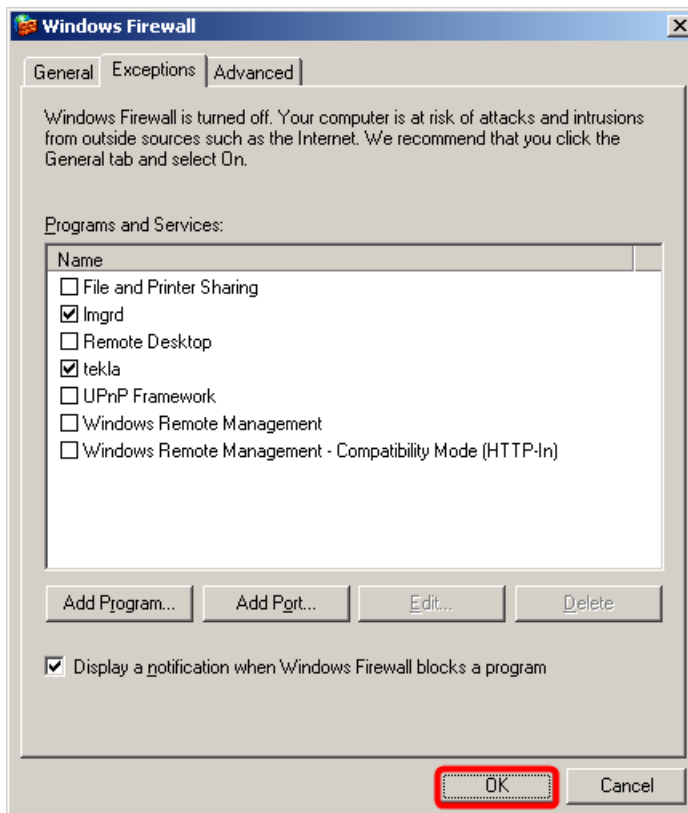 Windows Firewall
General Exceptions Advanced
Windows Firewall is turned off. Your computer is at risk of attacks and intrusions
from outside sources such as the Internet. We recommend that you click the
General tab and select On.
Programs and Services:
Name
File and Printer Sharing
lmgrd
Remote Desktop
tekla
UPnP Framework
Windows Remote Management
Windows Remote Management - Compatibility Mode (HTTP-In)
Add Program... Add Port... Edit... Delete
Display a notification when Windows Firewall blocks a program
OK Cancel